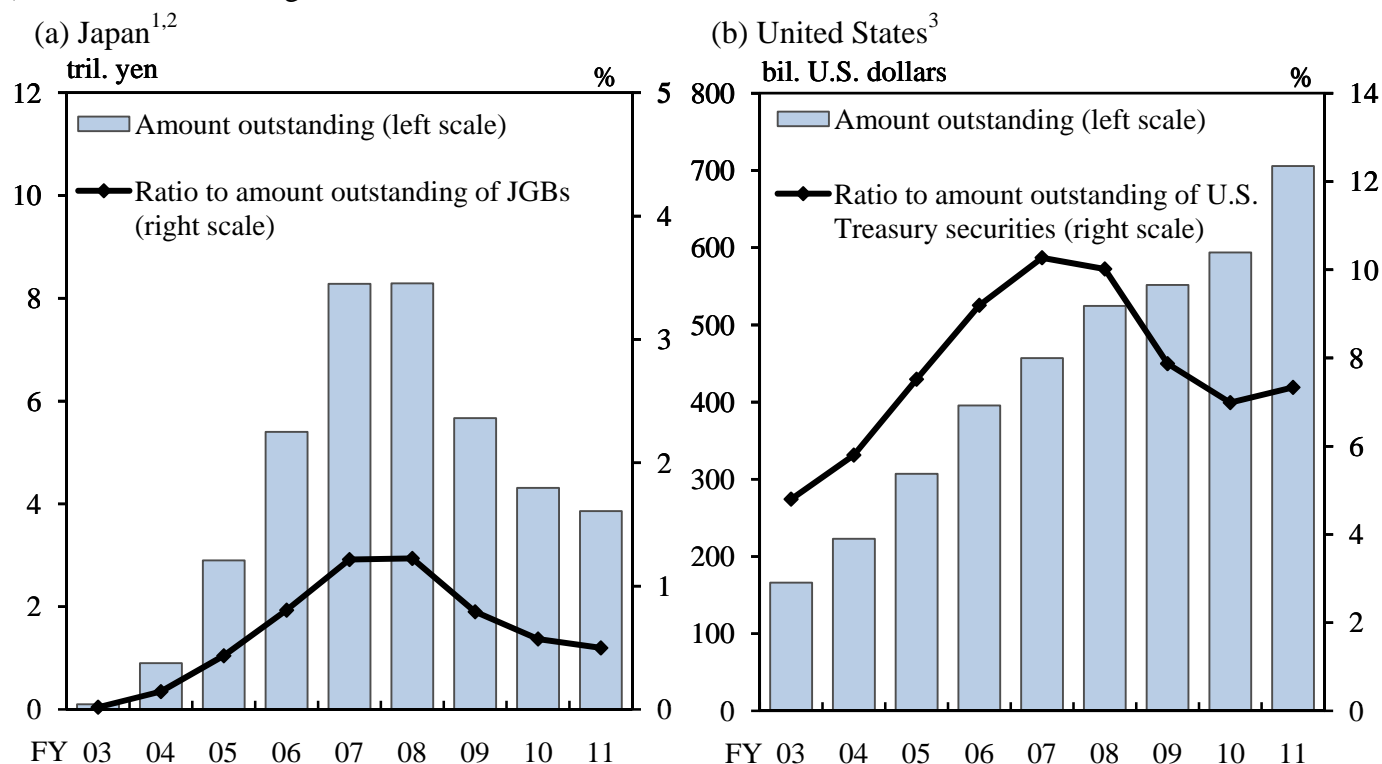 (a) Japan1,2
tril. yen
%
12
10
8
6
4
2
0
5
4
3
2
1
0
Amount outstanding (left scale)
Ratio to amount outstanding of JGBs
(right scale)
FY 03 04 05 06 07 08 09 10 11
(b) United States3
bil. U.S. dollars
%
800
700
600
500
400
300
200
100
0
14
12
10
8
6
4
2
0
Amount outstanding (left scale)
Ratio to amount outstanding of U.S.
Treasury securities (right scale)
FY 03 04 05 06 07 08 09 10 11